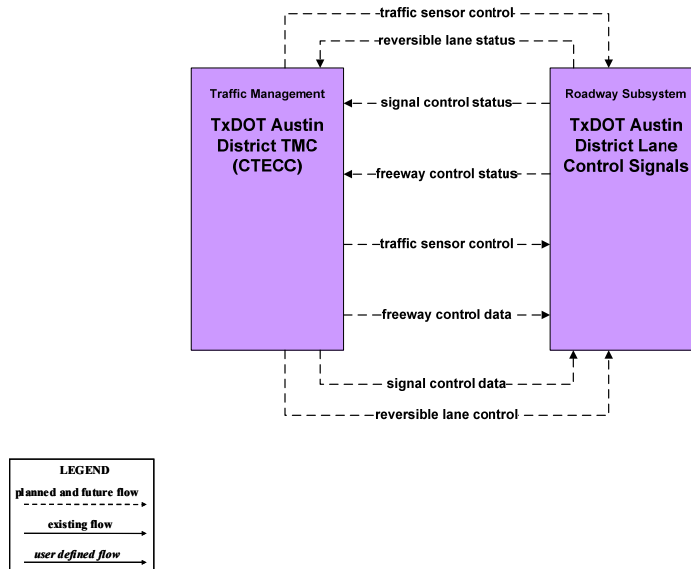 traffic sensor control
reversible lane status
Traffic Management
TxDOT Austin
District TMC
(CTECC)
Roadway Subsystem
TxDOT Austin
District Lane
Control Signals
signal control status
freeway control status
traffic sensor control
freeway control data
signal control data
reversible lane control
LEGEND
planned and future flow
existing flow
user defined flow